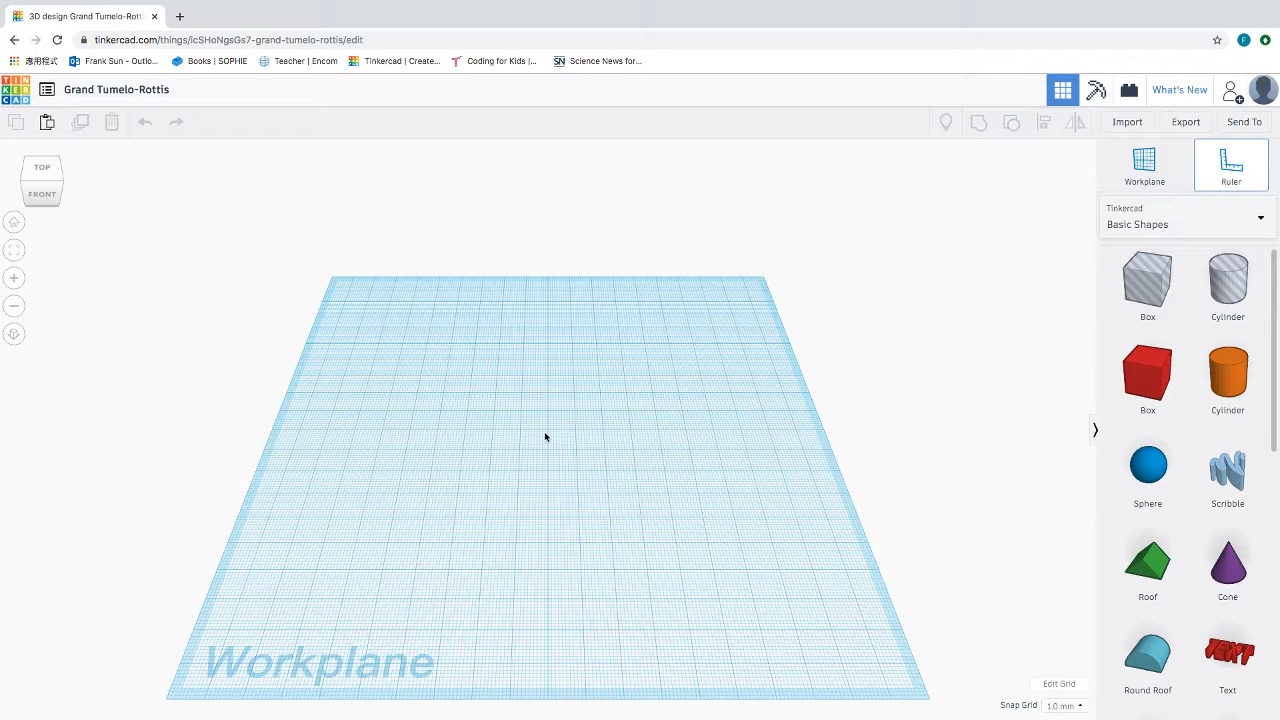 3D design Grand Tumelo-Rotti
tinkercad.com/things/icSHoNgsGs7-grand-tumelo-rottis/edit
應用程式 Frank Sun - Outlo... Books | SOPHIE Teacher | Encom Tinkercad | Create... Coding for Kids |... SN Science News for...
TIN KER CAD Grand Tumelo-Rottis What's New
Import Export Send To
TOP
FRONT
Workplane Ruler
Tinkercad
Basic Shapes
Box Cylinder
Box Cylinder
Sphere Scribble
Roof Cone
TEXT
Round Roof Text
Workplane
Edit Grid
Snap Grid 1.0 mm